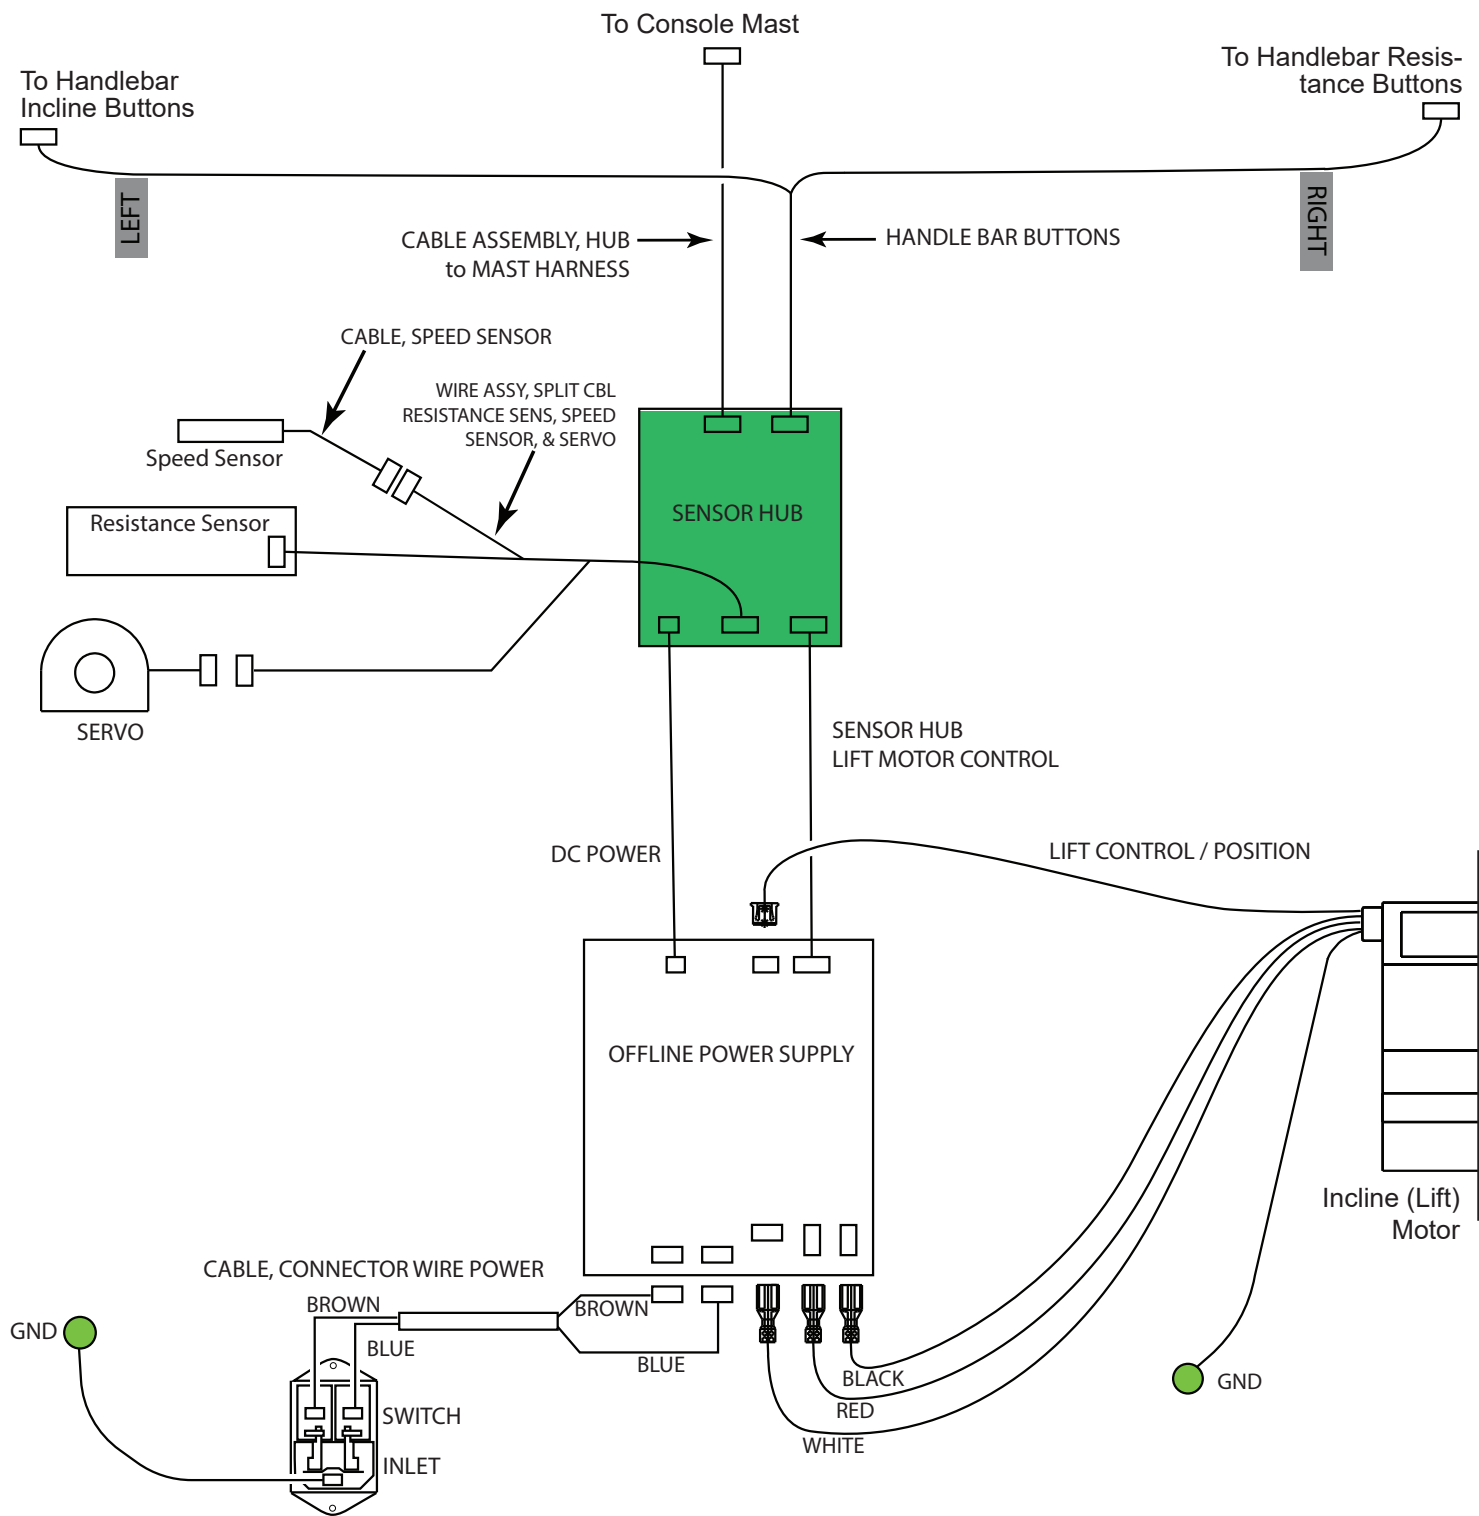 To Console Mast
To Handlebar
Incline Buttons
To Handlebar Resis-
tance Buttons
LEFT
RIGHT
CABLE ASSEMBLY, HUB
to MAST HARNESS
HANDLE BAR BUTTONS
CABLE, SPEED SENSOR
WIRE ASSY, SPLIT CBL
RESISTANCE SENS, SPEED
SENSOR, & SERVO
Speed Sensor
Resistance Sensor
SENSOR HUB
SERVO
SENSOR HUB
LIFT MOTOR CONTROL
DC POWER
LIFT CONTROL / POSITION
OFFLINE POWER SUPPLY
Incline (Lift)
Motor
CABLE, CONNECTOR WIRE POWER
BROWN
BROWN
GND
BLUE
BLUE
BLACK
GND
RED
SWITCH
WHITE
INLET